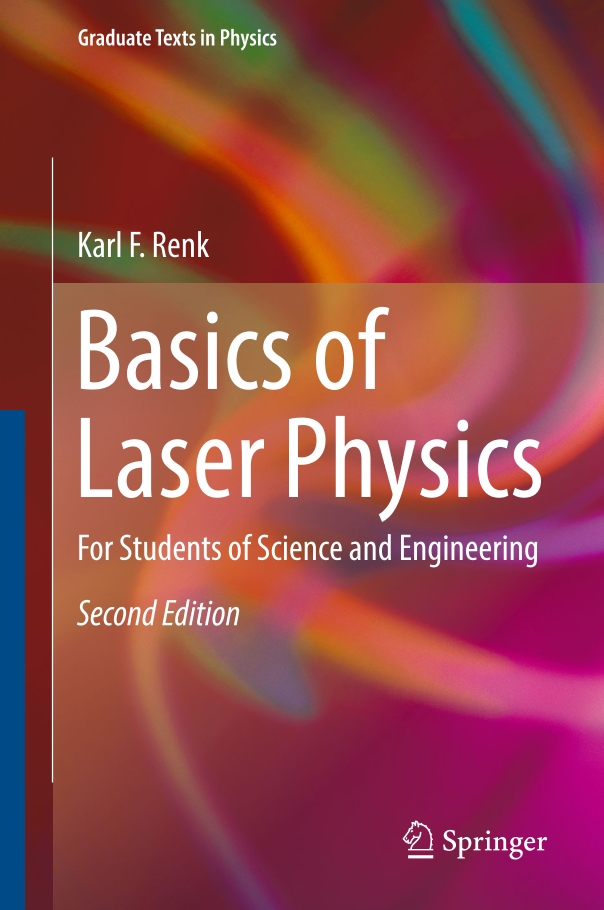 Graduate Texts in Physics
Karl F. Renk
Basics of
Laser Physics
For Students of Science and Engineering
Second Edition
Springer